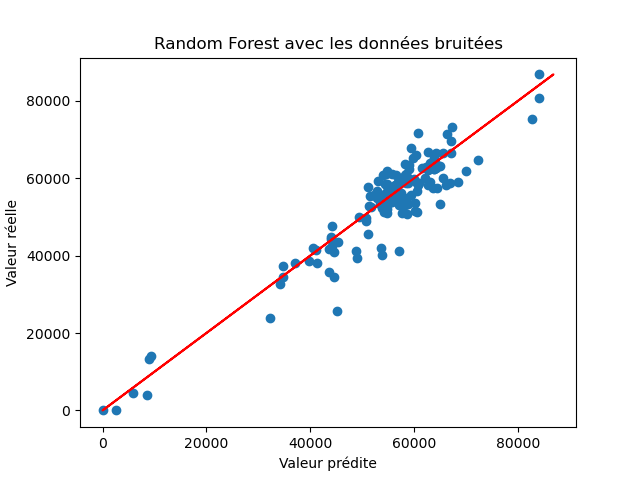 Random Forest avec les données bruitées
Valeur réelle
80000
60000
40000
20000
0
0 20000 40000 60000 80000
Valeur prédite